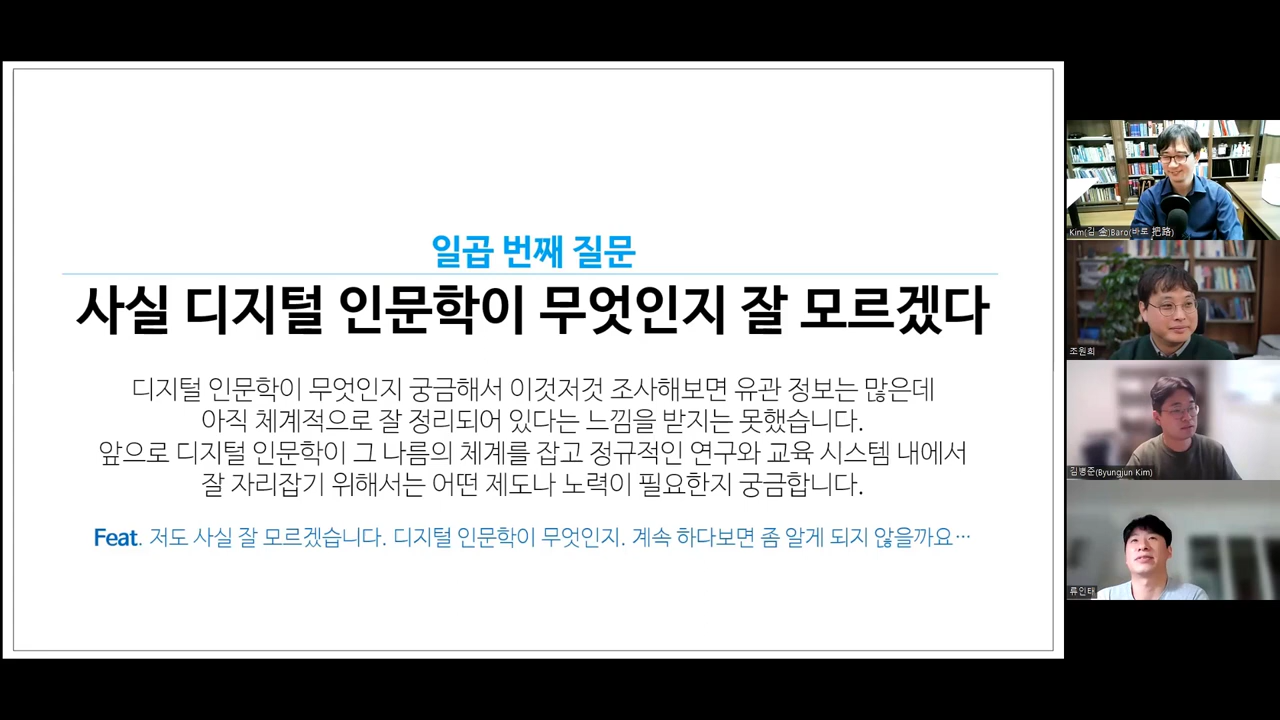 일곱 번째 질문
사실 디지털 인문학이 무엇인지 잘 모르겠다
디지털 인문학이 무엇인지 궁금해서 이것저것 조사해보면 유관 정보는 많은데
아직 체계적으로 잘 정리되어 있다는 느낌을 받지는 못했습니다.
앞으로 디지털 인문학이 그 나름의 체계를 잡고 정규적인 연구와 교육 시스템 내에서
잘 자리잡기 위해서는 어떤 제도나 노력이 필요한지 궁금합니다.
Feat. 저도 사실 잘 모르겠습니다. 디지털 인문학이 무엇인지. 계속 하다보면 좀 알게 되지 않을까요…
Kim(김 金)Baro(바로 把路)
조원희
김병준(Byungjun Kim)
류인태